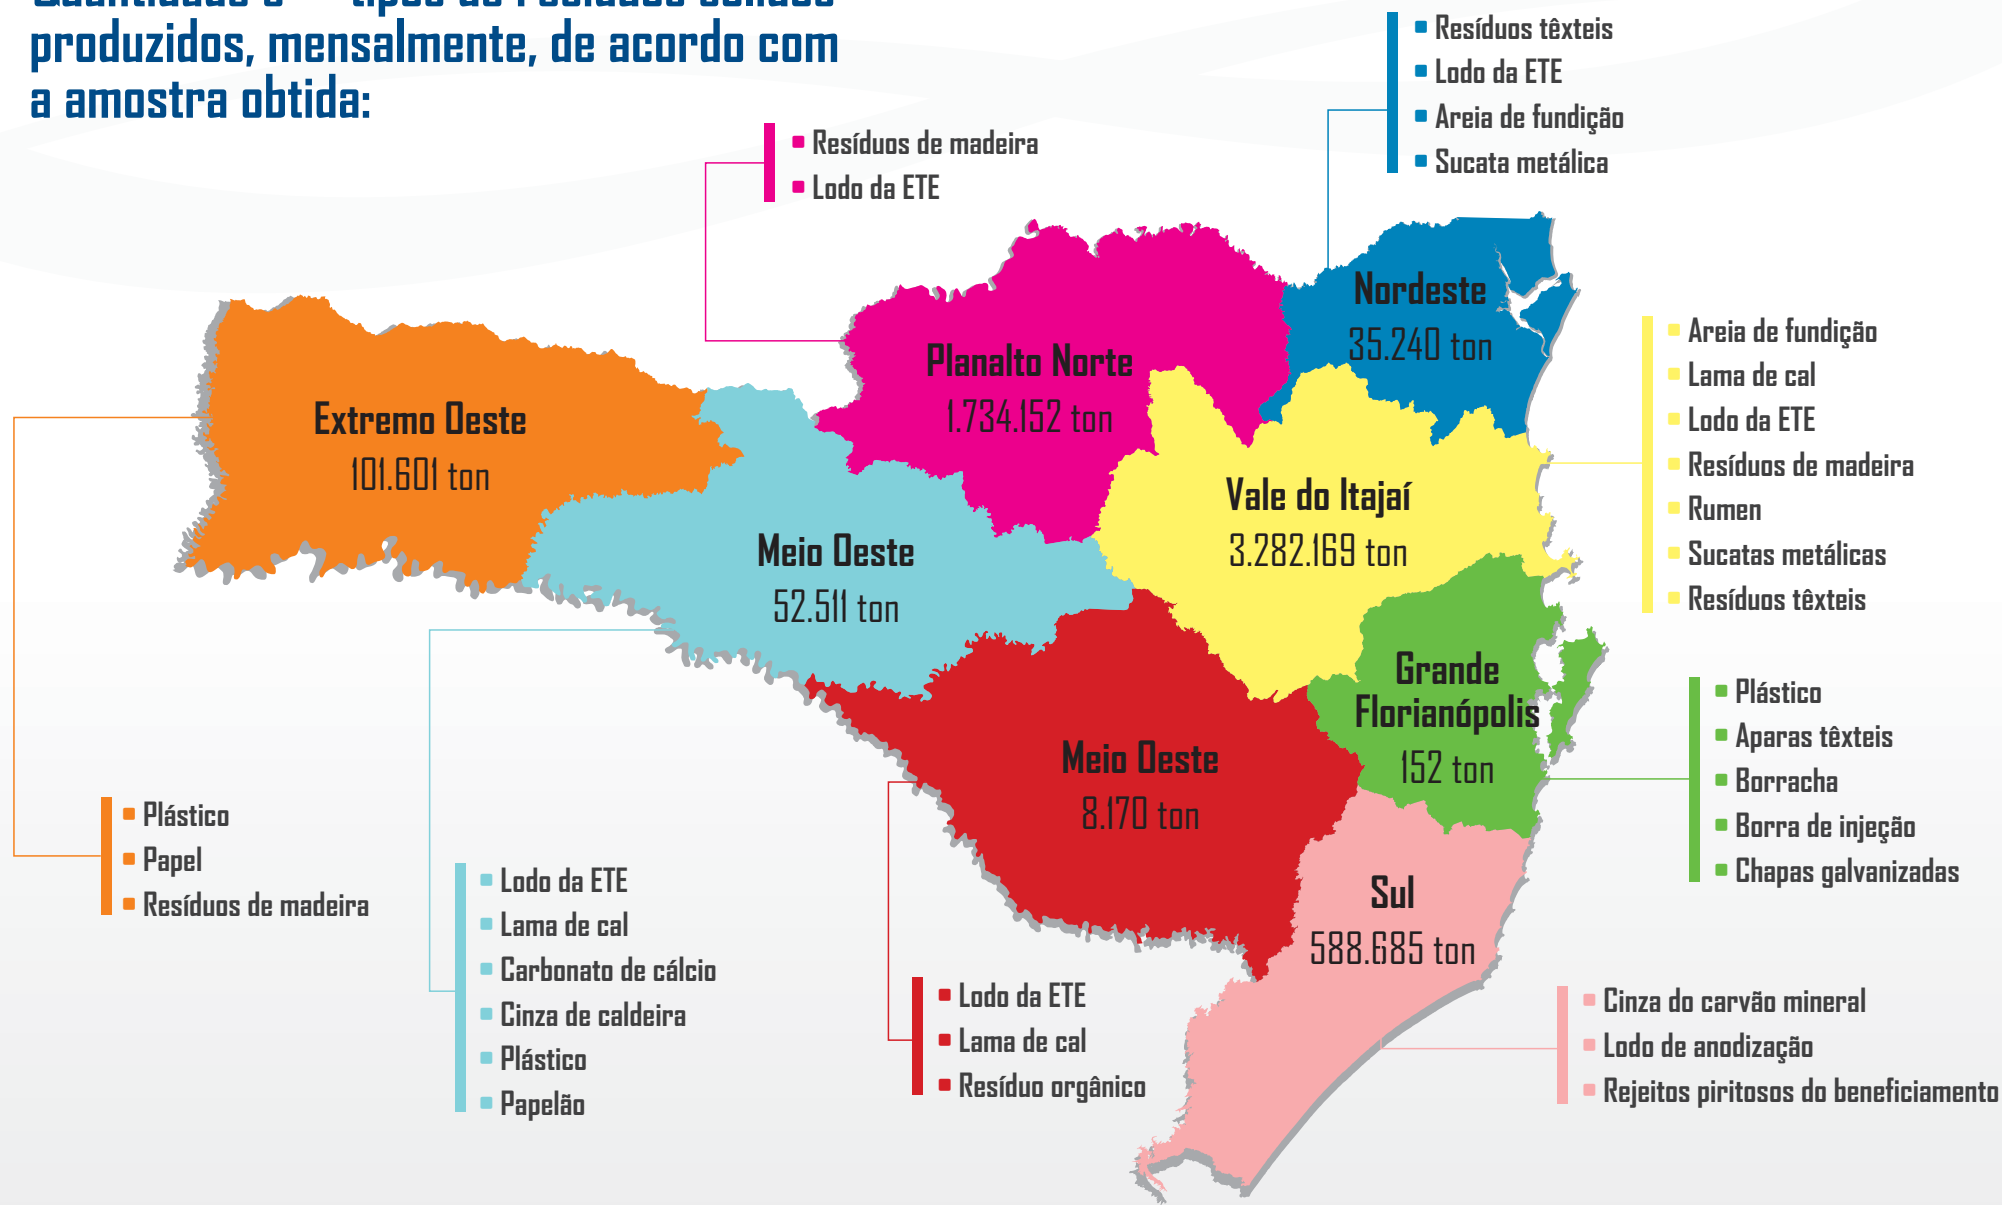 produzidos, mensalmente, de acordo com
a amostra obtida:
Resíduos de madeira
Lodo da ETE
Resíduos têxteis
Lodo da ETE
Areia de fundição
Sucata metálica
Nordeste
35.240 ton
Planalto Norte
1.734.152 ton
Extremo Oeste
101.601 ton
Vale do Itajaí
3.282.169 ton
Meio Oeste
52.511 ton
Areia de fundição
Lama de cal
Lodo da ETE
Resíduos de madeira
Rumen
Sucatas metálicas
Resíduos têxteis
Grande
Florianópolis
152 ton
Meio Oeste
8.170 ton
Plástico
Aparas têxteis
Borracha
Borra de injeção
Chapas galvanizadas
Sul
588.685 ton
Plástico
Papel
Resíduos de madeira
Lodo da ETE
Lama de cal
Carbonato de cálcio
Cinza de caldeira
Plástico
Papelão
Lodo da ETE
Lama de cal
Resíduo orgânico
Cinza do carvão mineral
Lodo de anodização
Rejeitos piritosos do beneficiamento